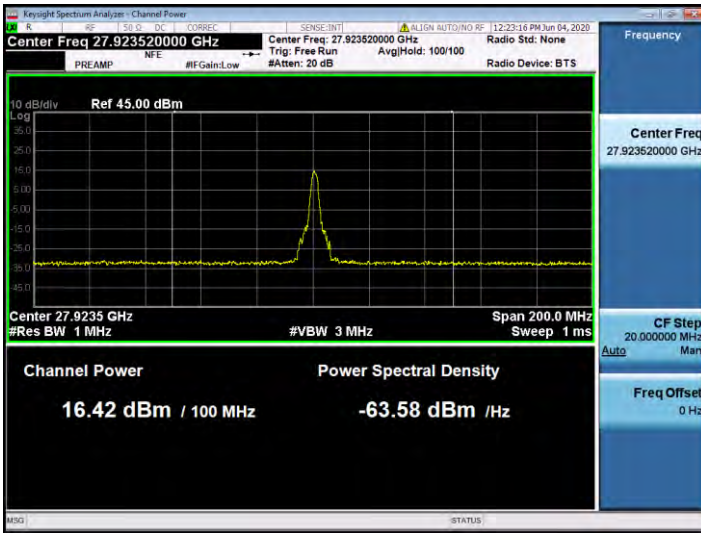 Keysight Spectrum Analyzer - Channel Power
R RF 50 Ω DC CORREC SENSE:INT ALIGN AUTO/NO RF 12:23:16 PM Jun 04, 2020
Center Freq 27.923520000 GHz
NFE
PREAMP #IFGain:Low
Center Freq: 27.923520000 GHz
Trig: Free Run Avg|Hold: 100/100
#Atten: 20 dB
Radio Std: None
Radio Device: BTS
10 dB/div Ref 45.00 dBm
Log
35.0
25.0
15.0
5.00
-5.00
-15.0
-25.0
-35.0
-45.0
Center 27.9235 GHz Span 200.0 MHz
#Res BW 1 MHz #VBW 3 MHz Sweep 1 ms
Channel Power Power Spectral Density
16.42 dBm / 100 MHz -63.58 dBm /Hz
MSG STATUS
Frequency
Center Freq
27.923520000 GHz
CF Step
20.000000 MHz
Auto Man
Freq Offset
0 Hz